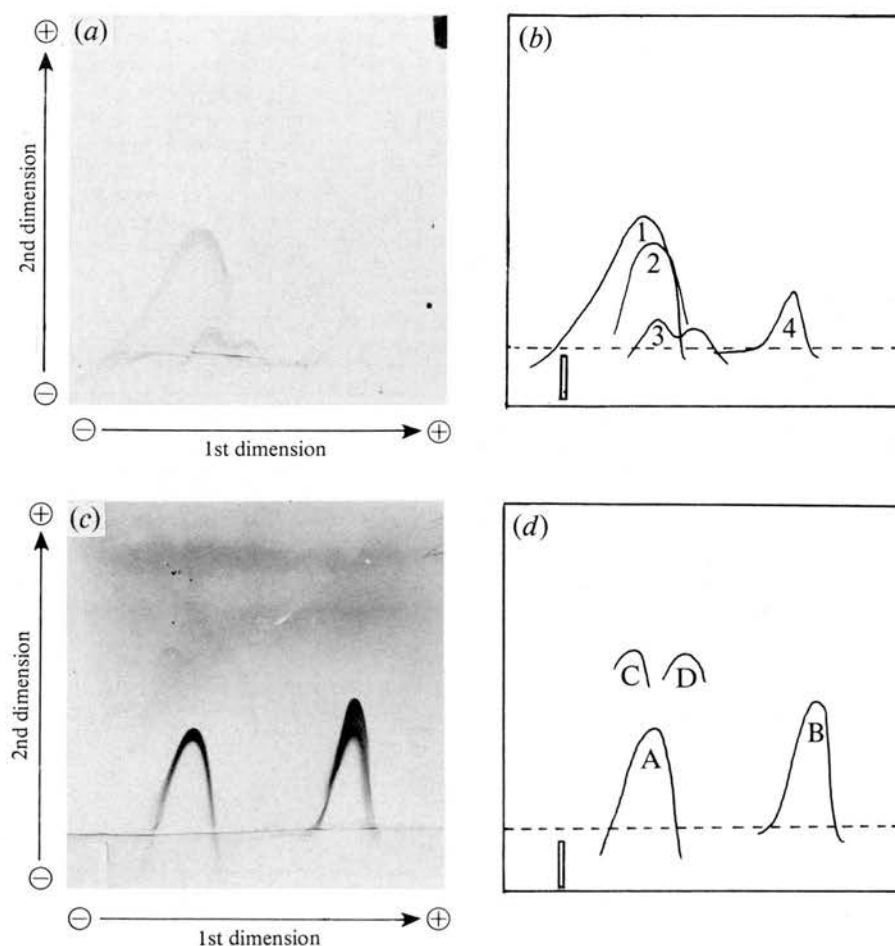 (a)
+
2nd dimension
−
−
1st dimension
+
(b)
1
2
3
4
(c)
+
2nd dimension
−
−
1st dimension
+
(d)
C
D
A
B